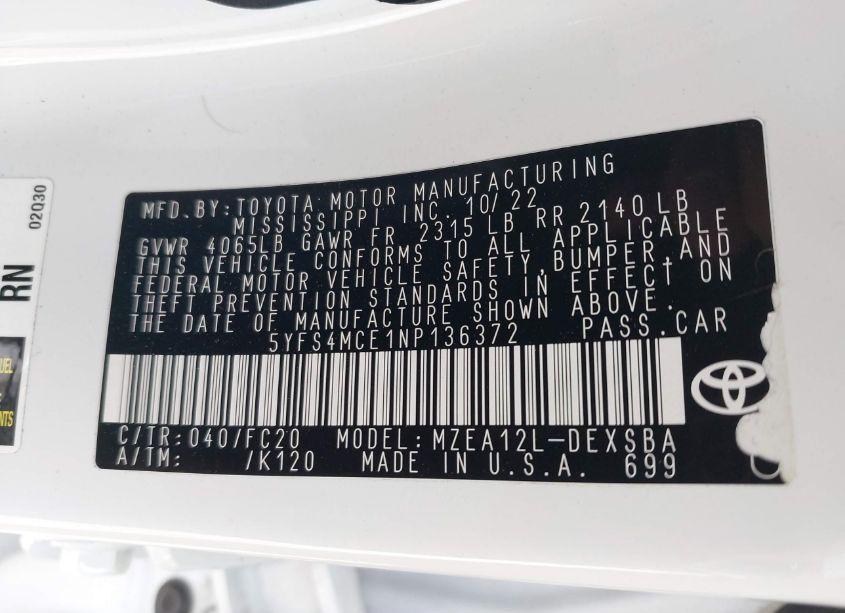 MFD. BY: TOYOTA MOTOR MANUFACTURING
MISSISSIPPI INC. 10/22
GVWR 4065LB GAWR FR 2315 LB RR 2140 LB
THIS VEHICLE CONFORMS TO ALL APPLICABLE
FEDERAL MOTOR VEHICLE SAFETY, BUMPER, AND
THEFT PREVENTION STANDARDS IN EFFECT ON
THE DATE OF MANUFACTURE SHOWN ABOVE.
5YFS4MCE1NP136372 PASS.CAR
C/TR: 040/FC20 MODEL: MZEA12L-DEXSBA
A/TM: /K120 MADE IN U.S.A. 699
02Q30
RN